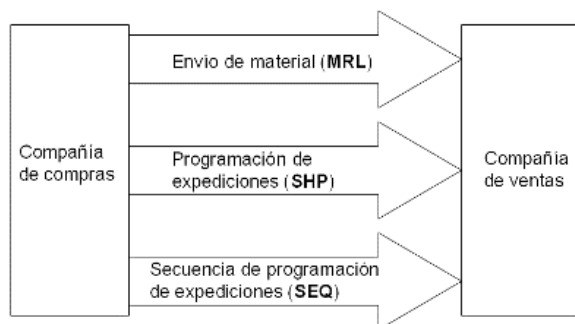 Compañía
de compras
Envio de material (MRL)
Programación de
expediciones (SHP)
Secuencia de programación
de expediciones (SEQ)
Compañía
de ventas